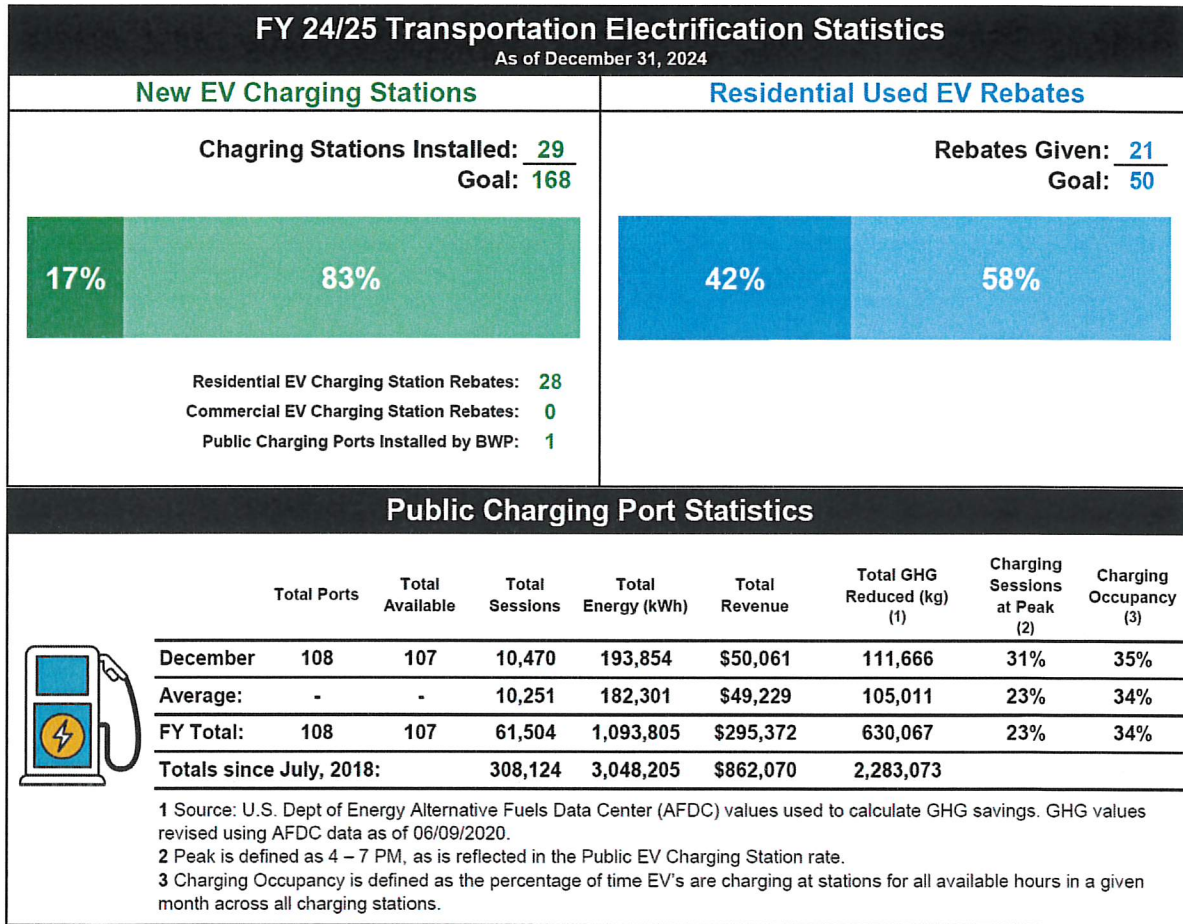 FY 24/25 Transportation Electrification Statistics
As of December 31, 2024
New EV Charging Stations
Chagring Stations Installed: 29
Goal: 168
17% 83%
Residential EV Charging Station Rebates: 28
Commercial EV Charging Station Rebates: 0
Public Charging Ports Installed by BWP: 1
Residential Used EV Rebates
Rebates Given: 21
Goal: 50
42% 58%
Public Charging Port Statistics
Total Ports
Total
Available
Total
Sessions
Total
Energy (kWh)
Total
Revenue
Total GHG
Reduced (kg)
(1)
Charging
Sessions
at Peak
(2)
Charging
Occupancy
(3)
December 108 107 10,470 193,854 $50,061 111,666 31% 35%
Average: - - 10,251 182,301 $49,229 105,011 23% 34%
FY Total: 108 107 61,504 1,093,805 $295,372 630,067 23% 34%
Totals since July, 2018: 308,124 3,048,205 $862,070 2,283,073
1 Source: U.S. Dept of Energy Alternative Fuels Data Center (AFDC) values used to calculate GHG savings. GHG values
revised using AFDC data as of 06/09/2020.
2 Peak is defined as 4 – 7 PM, as is reflected in the Public EV Charging Station rate.
3 Charging Occupancy is defined as the percentage of time EV's are charging at stations for all available hours in a given
month across all charging stations.